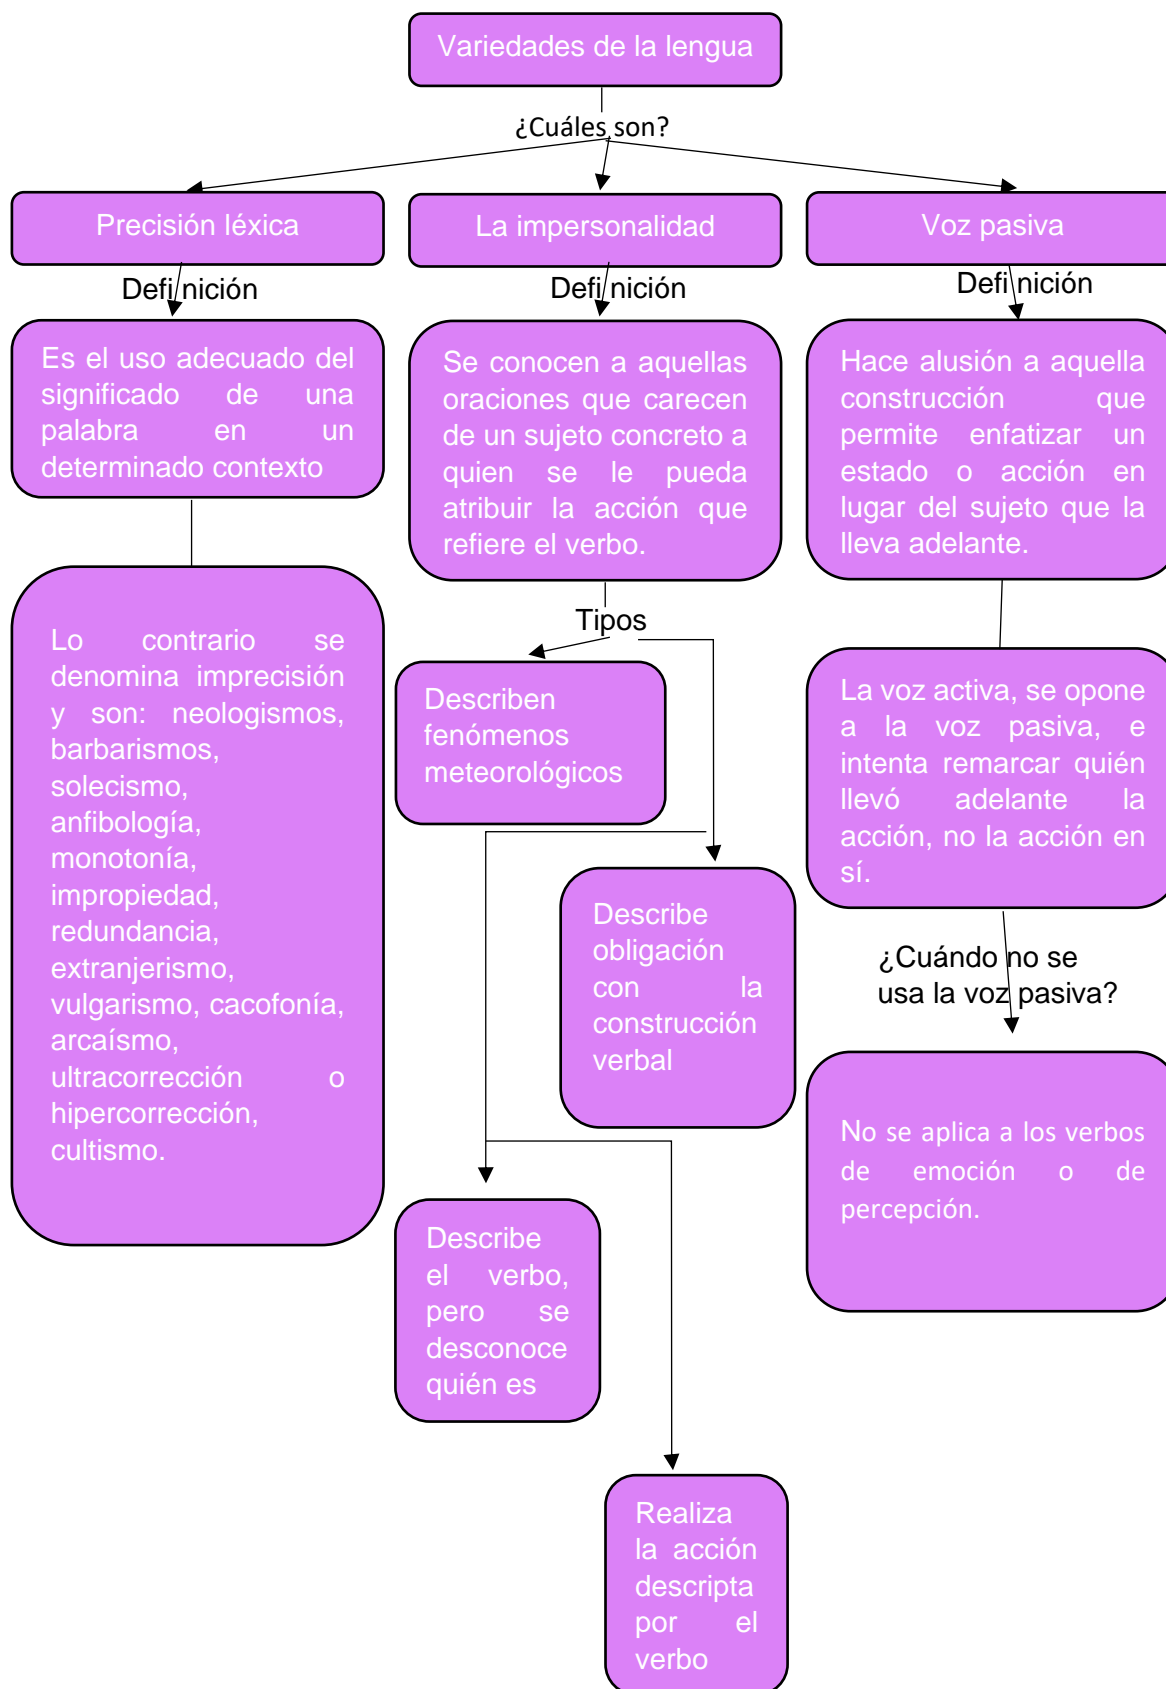 Variedades de la lengua
¿Cuáles son?
Precisión léxica
Defi nición
Es el uso adecuado del
significado de una
palabra en un
determinado contexto
Lo contrario se
denomina imprecisión
y son: neologismos,
barbarismos,
solecismo,
anfibología,
monotonía,
impropiedad,
redundancia,
extranjerismo,
vulgarismo, cacofonía,
arcaísmo,
ultracorrección o
hipercorrección,
cultismo.
La impersonalidad
Defi nición
Se conocen a aquellas
oraciones que carecen
de un sujeto concreto a
quien se le pueda
atribuir la acción que
refiere el verbo.
Tipos
Describen
fenómenos
meteorológicos
Describe
obligación
con la
construcción
verbal
Describe
el verbo,
pero se
desconoce
quién es
Realiza
la acción
descripta
por el
verbo
Voz pasiva
Defi nición
Hace alusión a aquella
construcción que
permite enfatizar un
estado o acción en
lugar del sujeto que la
lleva adelante.
La voz activa, se opone
a la voz pasiva, e
intenta remarcar quién
llevó adelante la
acción, no la acción en
sí.
¿Cuándo no se
usa la voz pasiva?
No se aplica a los verbos
de emoción o de
percepción.